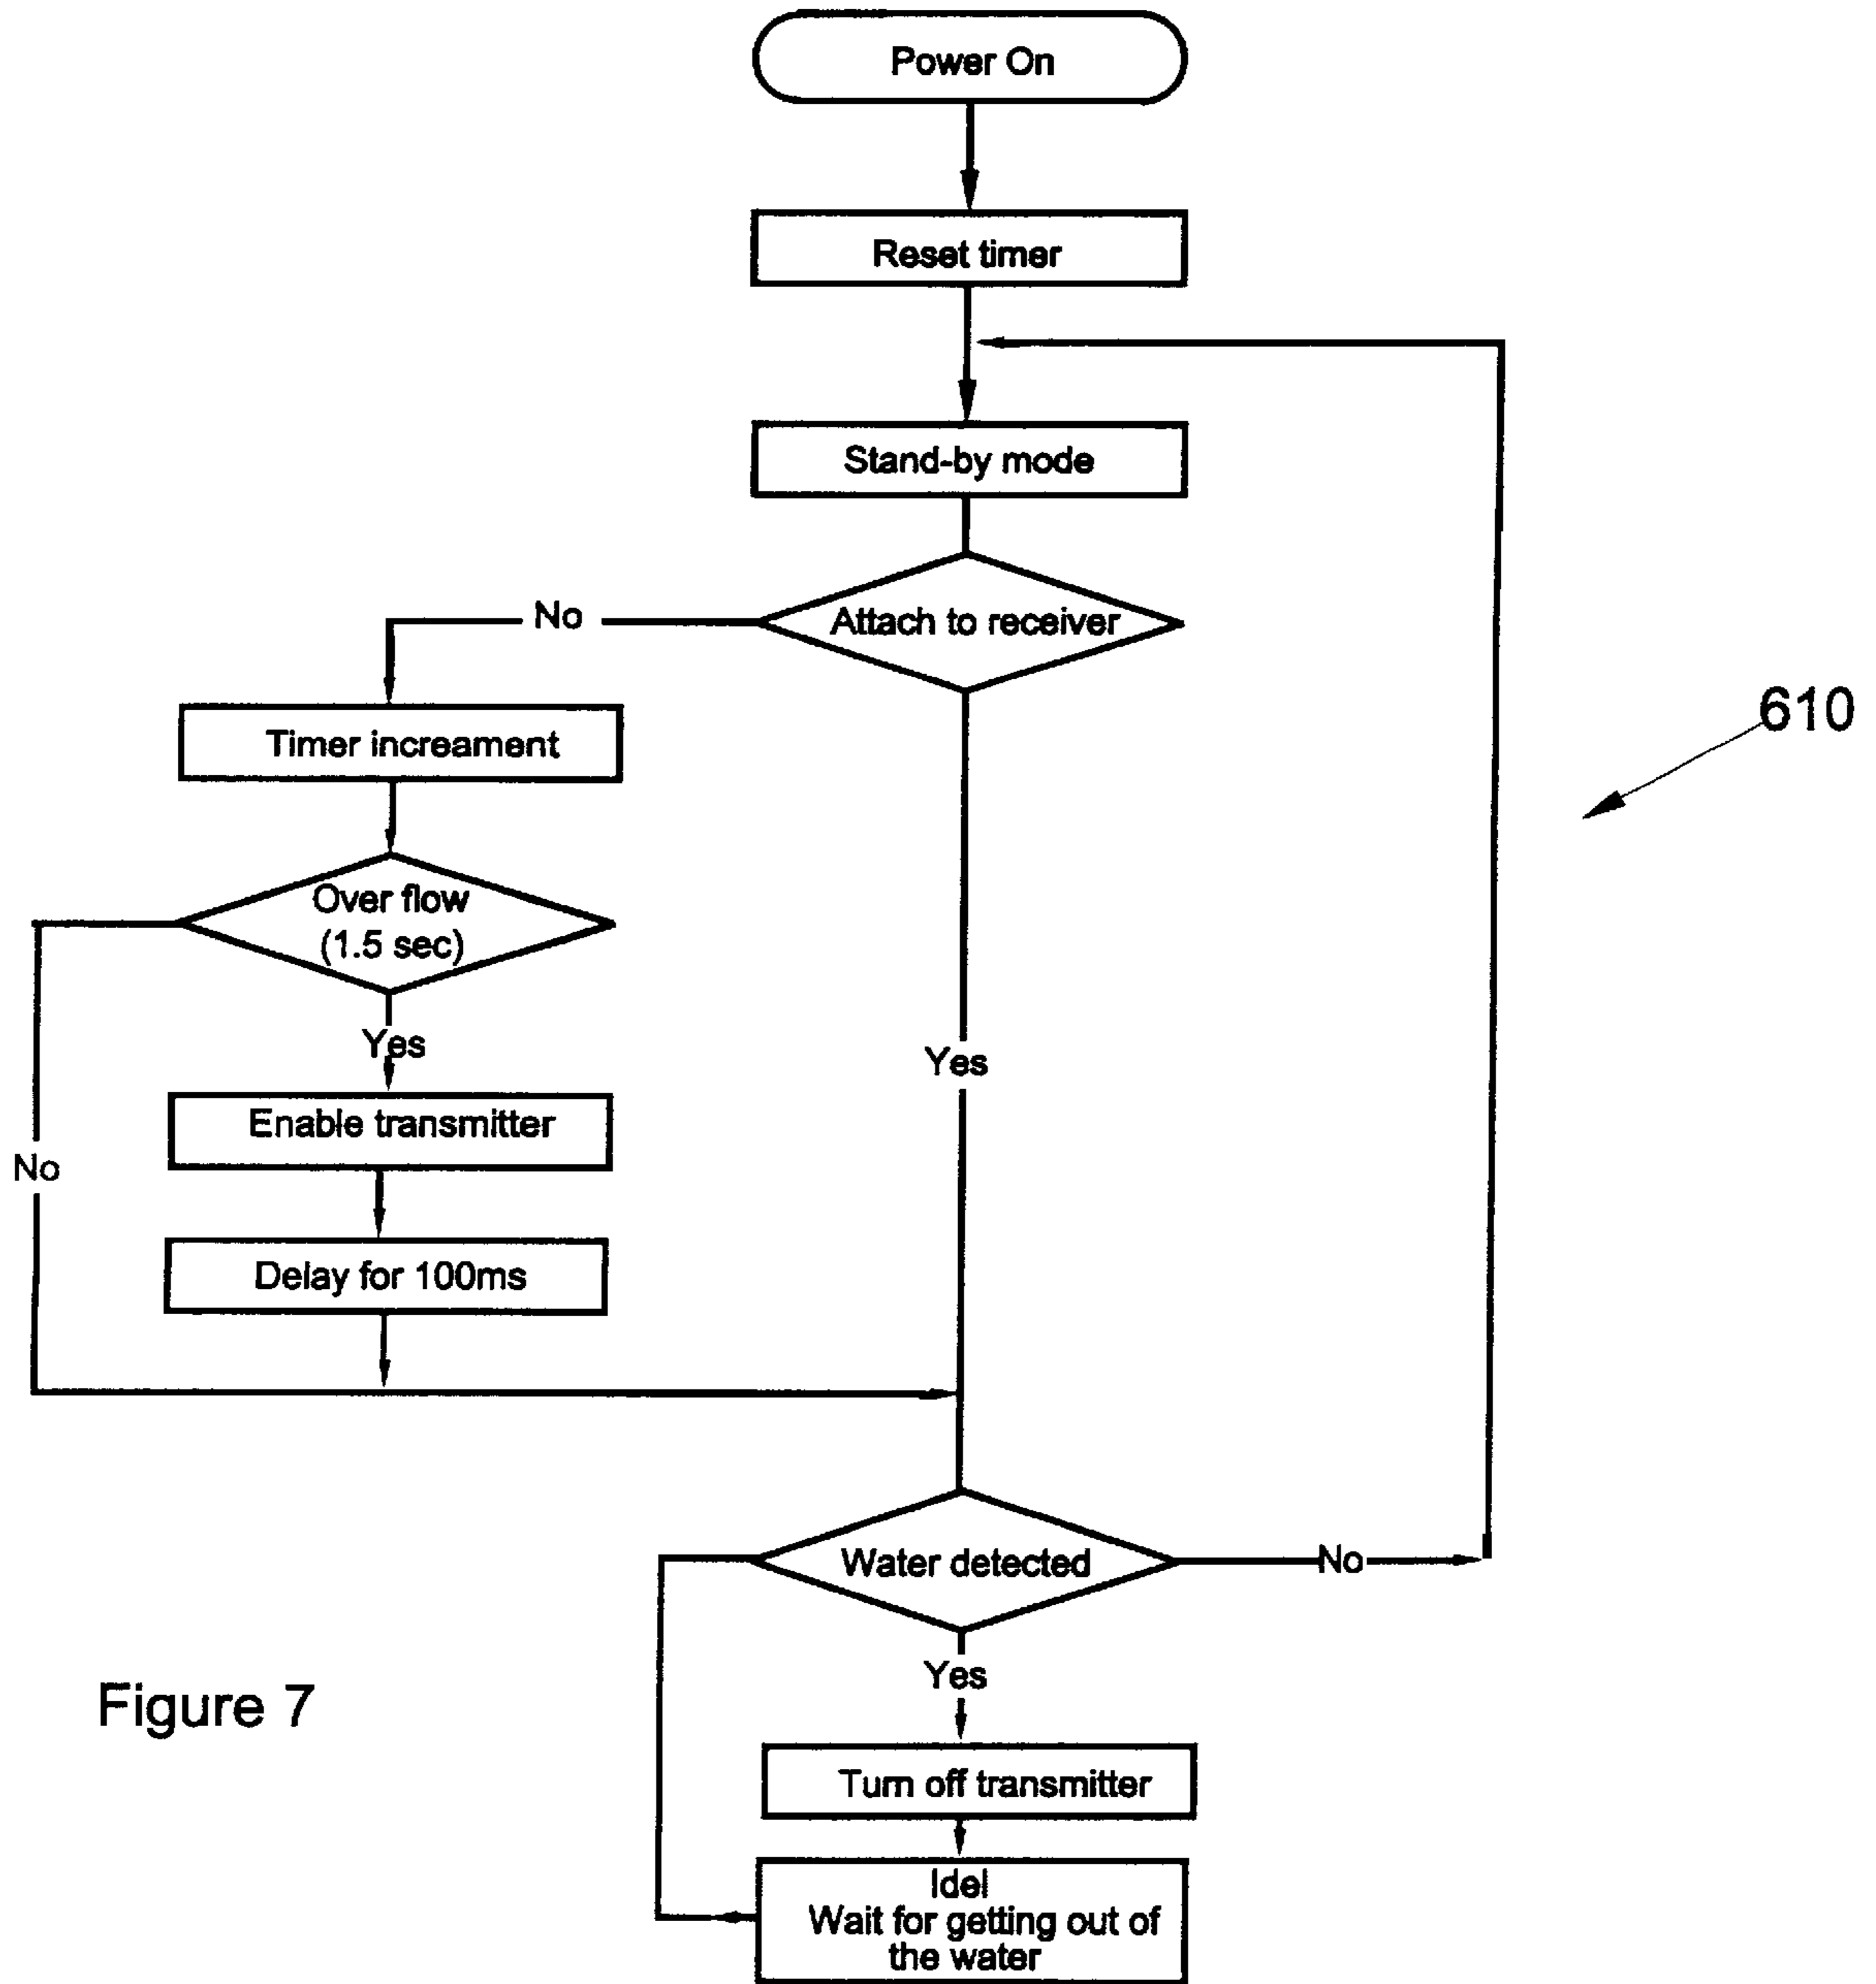 Power On
Reset timer
Stand-by mode
Attach to receiver
No
610
Timer increament
Over flow
(1.5 sec)
Yes
Yes
Enable transmitter
No
Delay for 100ms
Water detected
No
Yes
Figure 7
Turn off transmitter
Idel
Wait for getting out of
the water